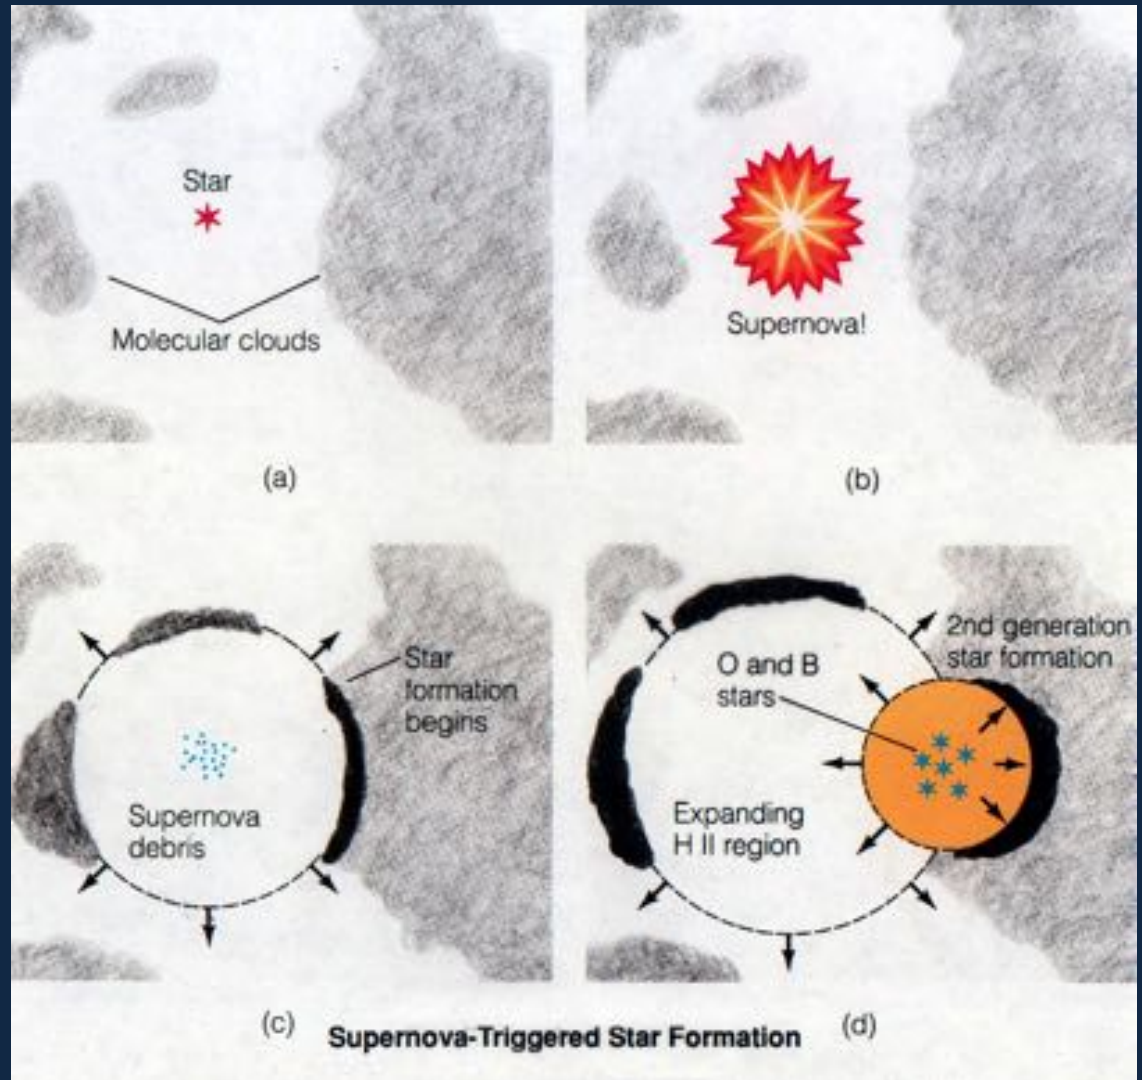 Star
Molecular clouds
(a)
Supernova!
(b)
Star
formation
begins
Supernova
debris
(c)
2nd generation
star formation
O and B
stars
Expanding
H II region
(d)
Supernova-Triggered Star Formation